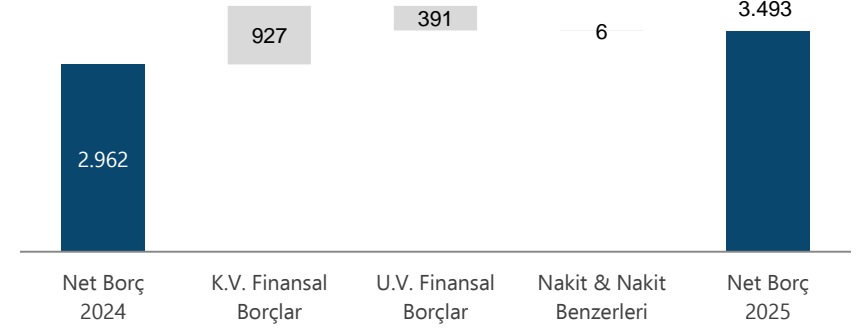 3.493
927
391
6
2.962
Net Borç
2024
K.V. Finansal
Borçlar
U.V. Finansal
Borçlar
Nakit & Nakit
Benzerleri
Net Borç
2025